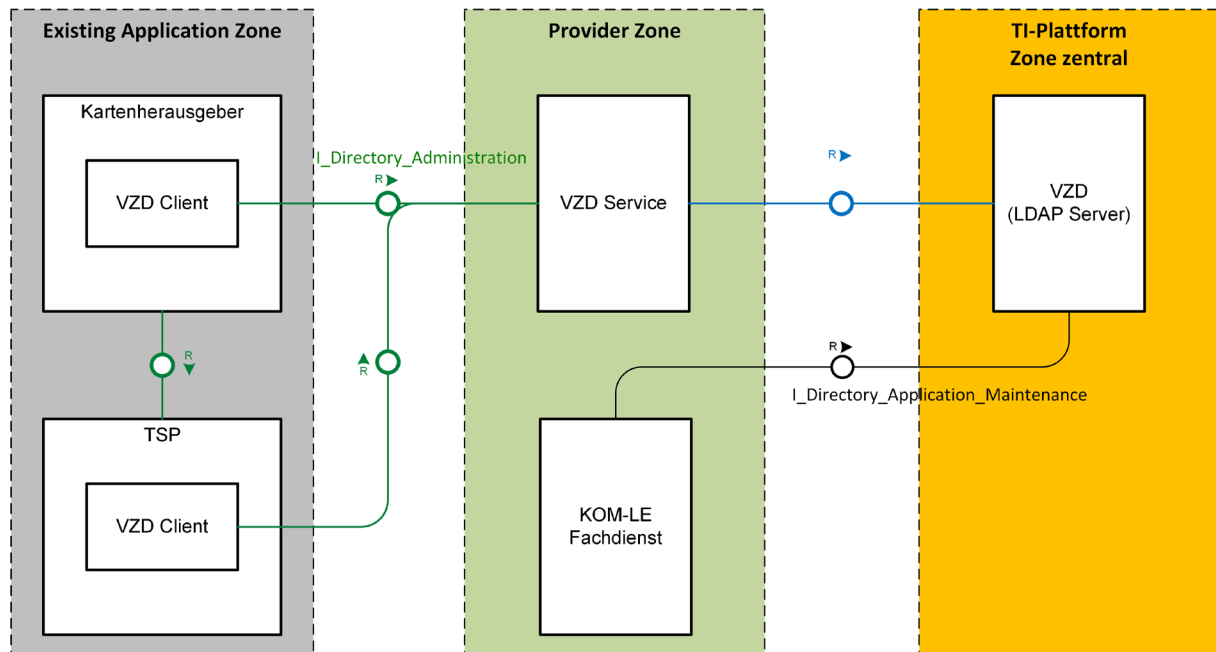 Existing Application Zone
Provider Zone
TI-Plattform
Zone zentral
Kartenherausgeber
VZD Client
I_Directory_Administration
R
VZD Service
R
VZD
(LDAP Server)
R
R
R
I_Directory_Application_Maintenance
TSP
VZD Client
KOM-LE
Fachdienst